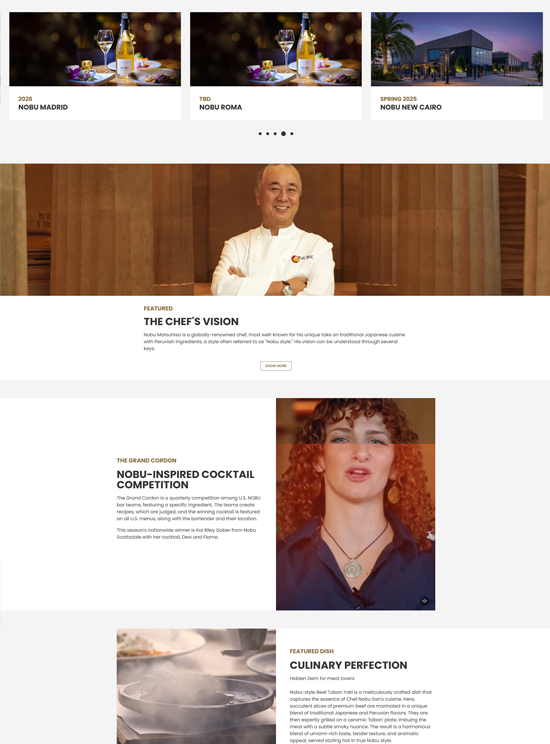 2026
NOBU MADRID
TBD
NOBU ROMA
SPRING 2025
NOBU NEW CAIRO
FEATURED
THE CHEF'S VISION
Nobu Matsuhisa is a globally-renowned chef, most well-known for his unique take on traditional Japanese cuisine
with Peruvian ingredients, a style often referred to as 'Nobu style.' His vision can be understood through several
keys:
SHOW MORE
THE GRAND CORDON
NOBU-INSPIRED COCKTAIL
COMPETITION
The Grand Cordon is a quarterly competition among U.S. NOBU
bar teams, featuring a specific ingredient. The teams create
recipes, which are judged, and the winning cocktail is featured
on all U.S. menus, along with the bartender and their location.
This season's nationwide winner is Kai Riley Gaber from Nobu
Scottsdale with her cocktail, Dew and Flame.
FEATURED DISH
CULINARY PERFECTION
Hidden Gem for meat lovers
Nobu-style Beef Toban Yaki is a meticulously crafted dish that
captures the essence of Chef Nobu San's cuisine. Here,
succulent slices of premium beef are marinated in a unique
blend of traditional Japanese and Peruvian flavors. They are
then expertly grilled on a ceramic 'toban' plate, imbuing the
meat with a subtle smoky nuance. The result is a harmonious
blend of umami-rich taste, tender texture, and aromatic
appeal, served sizzling hot in true Nobu style.